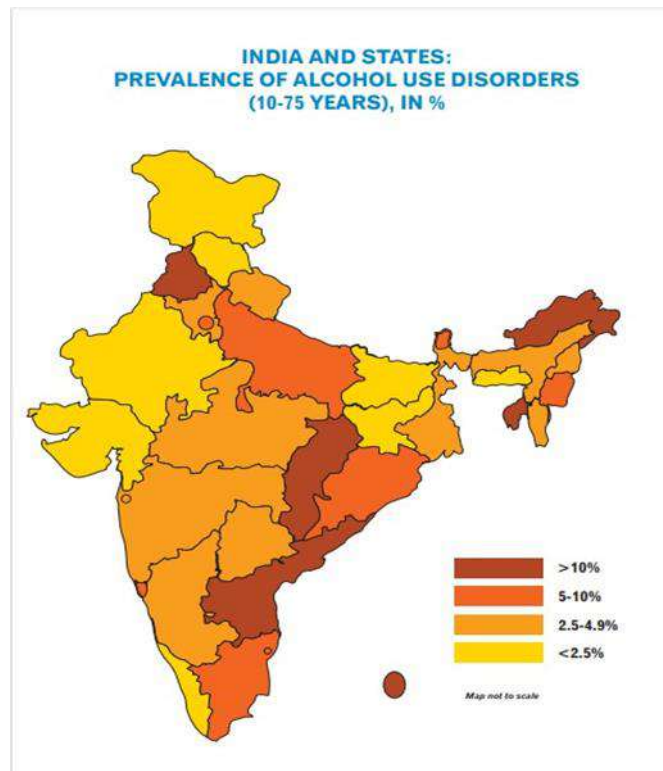 INDIA AND STATES:
PREVALENCE OF ALCOHOL USE DISORDERS
(10-75 YEARS), IN %
>10%
5-10%
2.5-4.9%
<2.5%
Map not to scale